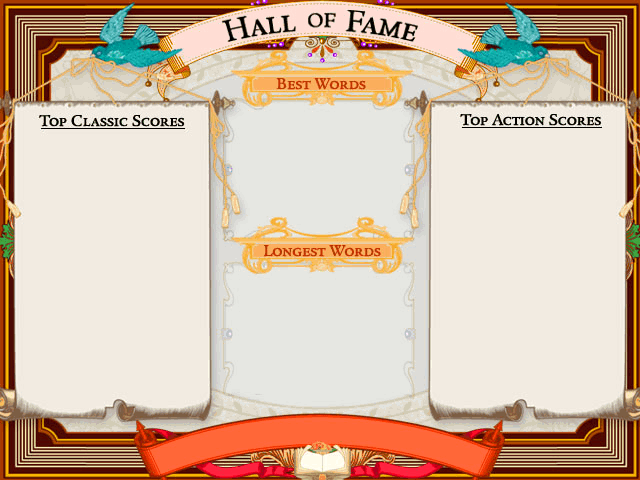 Hall of Fame
Best Words
Top Classic Scores
Top Action Scores
Longest Words